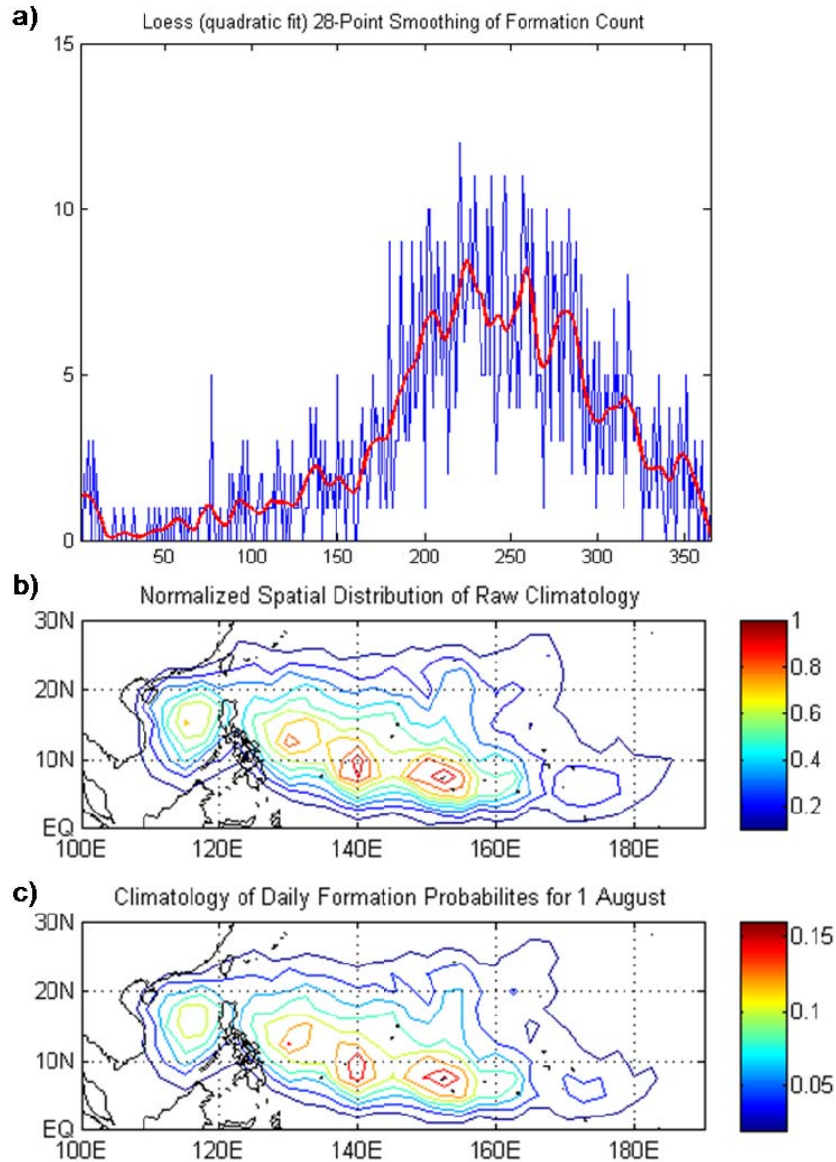 a)
Loess (quadratic fit) 28-Point Smoothing of Formation Count
15
10
5
0
50 100 150 200 250 300 350
b)
Normalized Spatial Distribution of Raw Climatology
30N
20N
10N
EQ
100E 120E 140E 160E 180E
1
0.8
0.6
0.4
0.2
c)
Climatology of Daily Formation Probabilites for 1 August
30N
20N
10N
EQ
100E 120E 140E 160E 180E
0.15
0.1
0.05